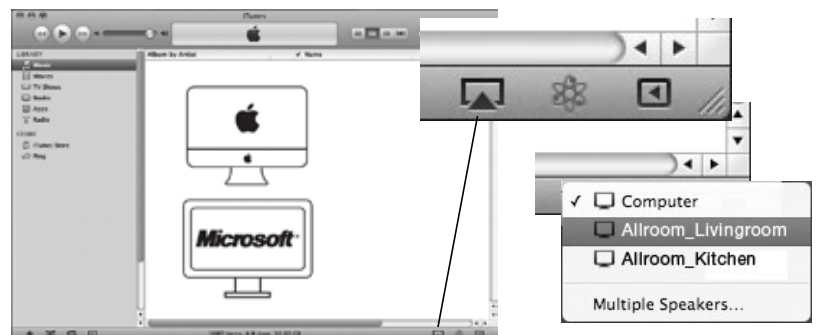 iTunes
LIBRARY
Album by Artist
Name
Music
Movies
TV Shows
Books
Apps
Radio
STORE
iTunes Store
Ping
Microsoft
✓ Computer
Allroom_Livingroom
Allroom_Kitchen
Multiple Speakers...